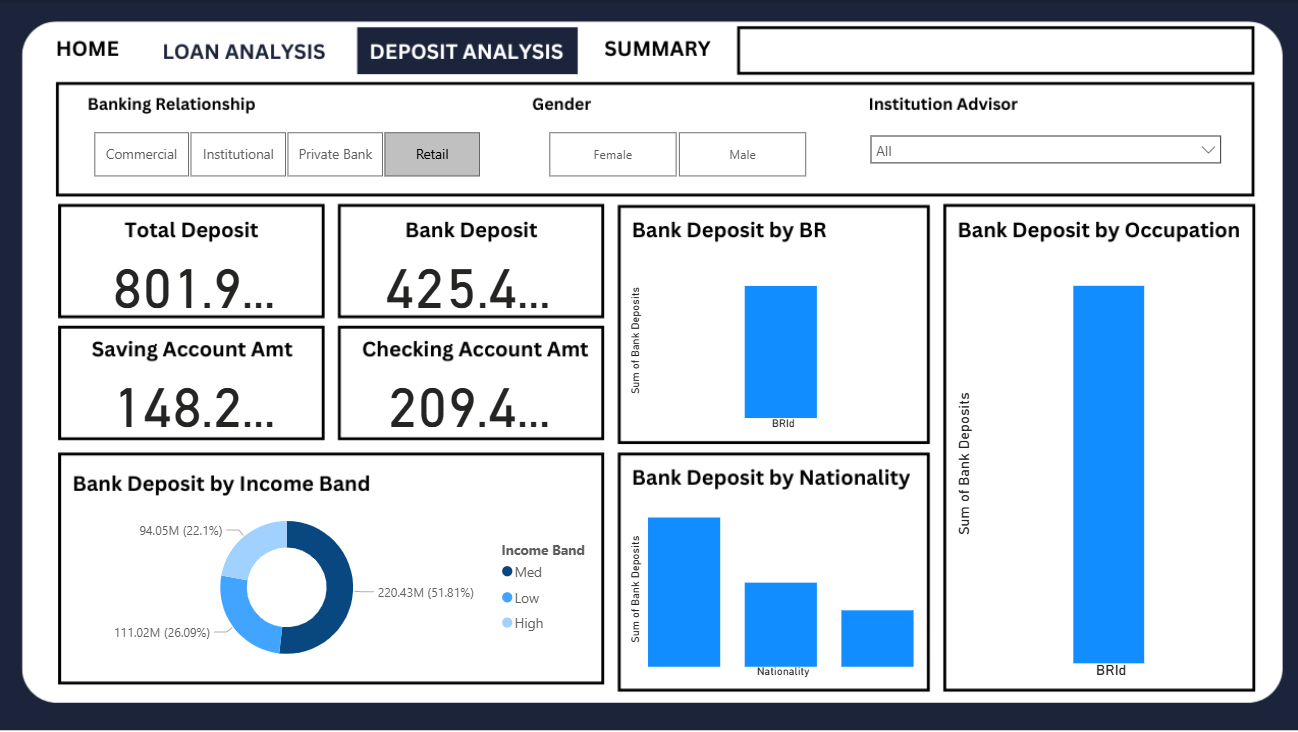 HOME LOAN ANALYSIS DEPOSIT ANALYSIS SUMMARY
Banking Relationship
Commercial Institutional Private Bank Retail
Gender
Female Male
Institution Advisor
All
Total Deposit
801.9...
Bank Deposit
425.4...
Saving Account Amt
148.2...
Checking Account Amt
209.4...
Bank Deposit by BR
Sum of Bank Deposits
BRId
Bank Deposit by Occupation
Sum of Bank Deposits
BRId
Bank Deposit by Income Band
94.05M (22.1%)
220.43M (51.81%)
111.02M (26.09%)
Income Band
Med
Low
High
Bank Deposit by Nationality
Sum of Bank Deposits
Nationality